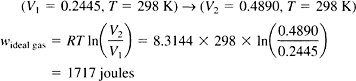 (V₁ = 0.2445, T = 298 K) → (V₂ = 0.4890, T = 298 K)
w_ideal gas = RT ln(V₂/V₁) = 8.3144 × 298 × ln(0.4890/0.2445)
= 1717 joules